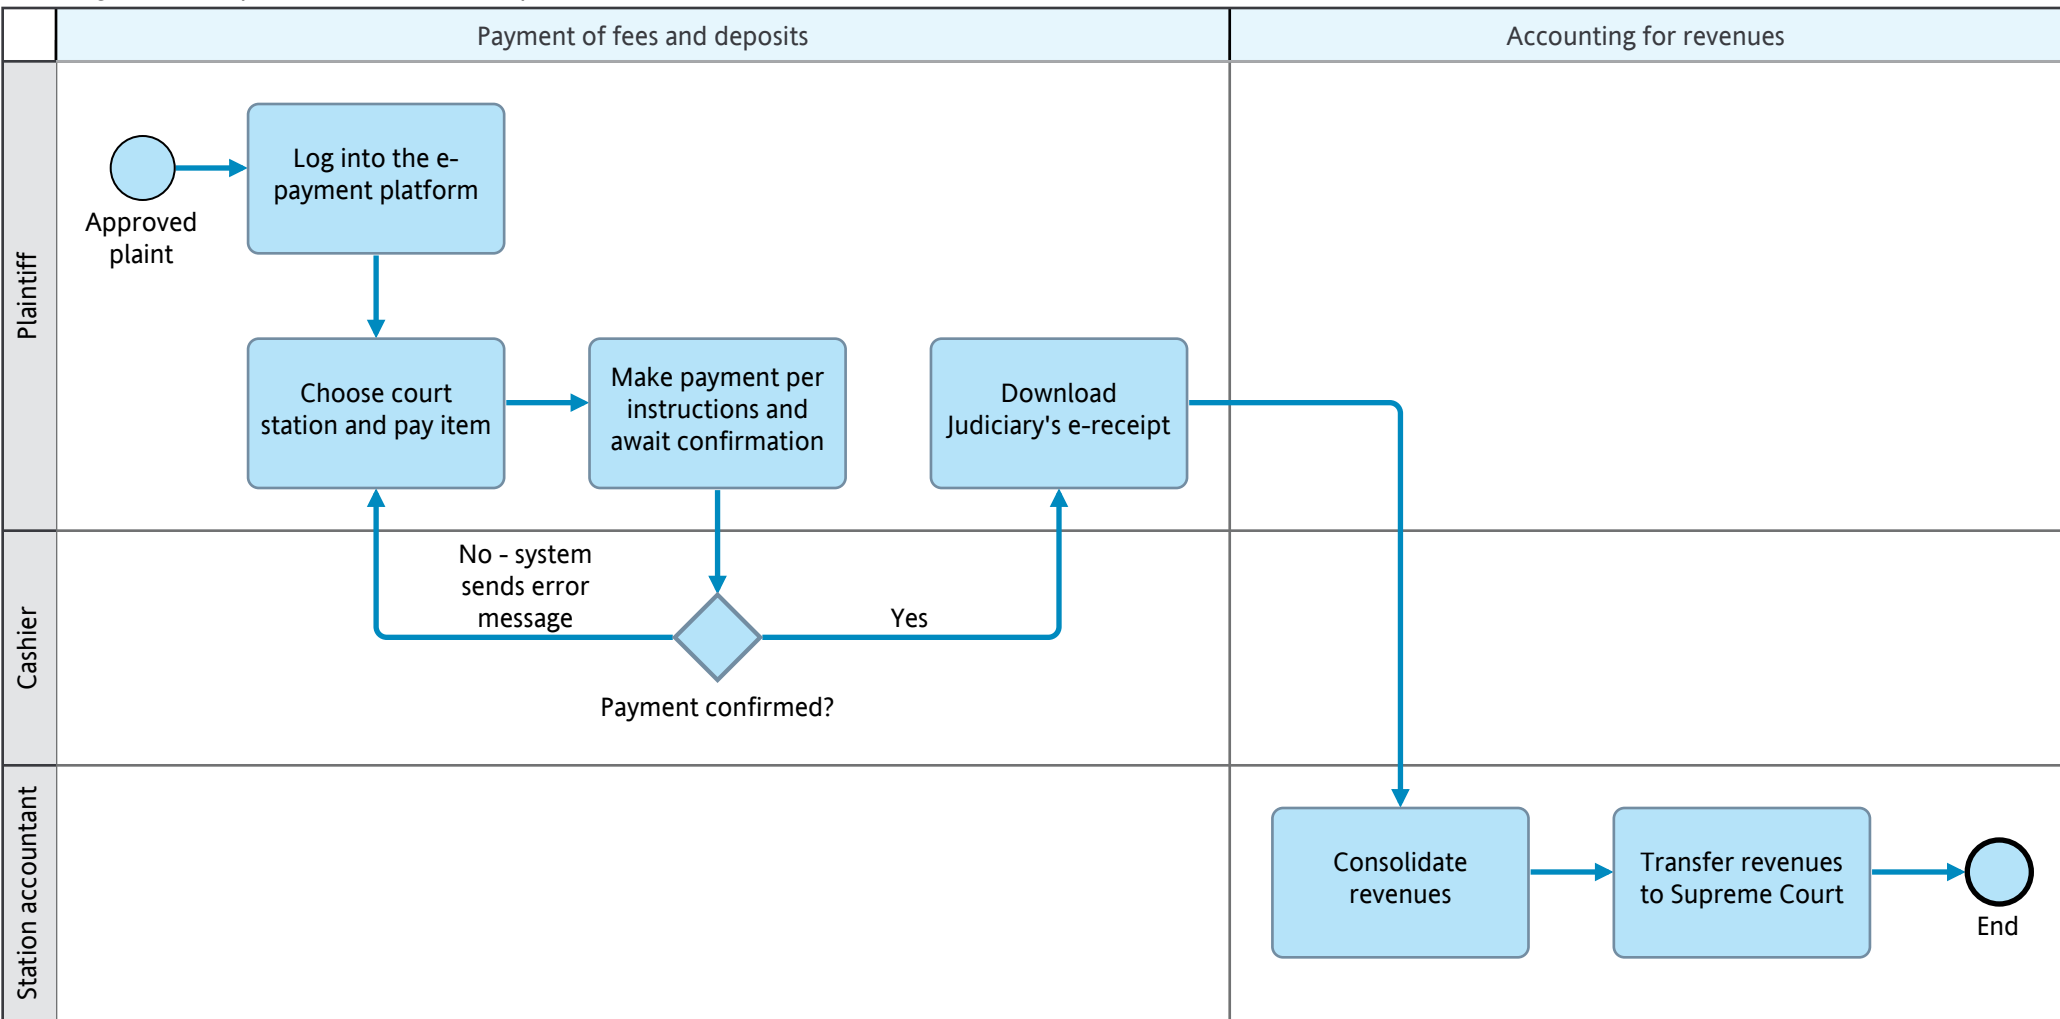 Payment of fees and deposits
Accounting for revenues
Plaintiff
Approved
plaint
Log into the e-
payment platform
Choose court
station and pay item
Make payment per
instructions and
await confirmation
Download
Judiciary's e-receipt
Cashier
No - system
sends error
message
Yes
Payment confirmed?
Station accountant
Consolidate
revenues
Transfer revenues
to Supreme Court
End